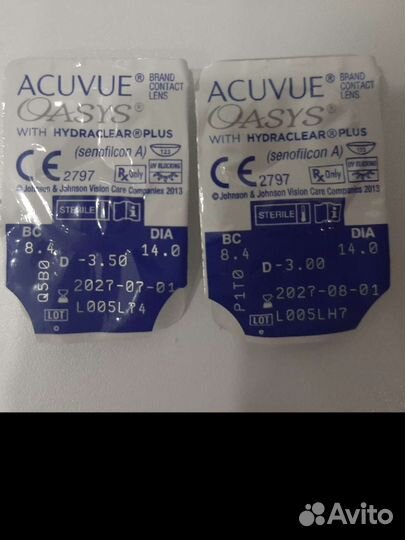 ACUVUE® BRAND CONTACT LENS
OASYS®
WITH HYDRACLEAR® PLUS
(senofilcon A) 123
CE 2797 Rx Only UV BLOCKING
© Johnson & Johnson Vision Care Companies 2013
STERILE i
BC DIA
8.4 14.0
D -3.50
Q5B0
2027-07-01
LOT L005LT4
ACUVUE® BRAND CONTACT LENS
OASYS®
WITH HYDRACLEAR® PLUS
(senofilcon A)
CE 2797 Rx Only UV BLOCKING
© Johnson & Johnson Vision Care Companies 2013
STERILE i
BC DIA
8.4 14.0
D -3.00
P1T0
2027-08-01
LOT L005LH7
Avito